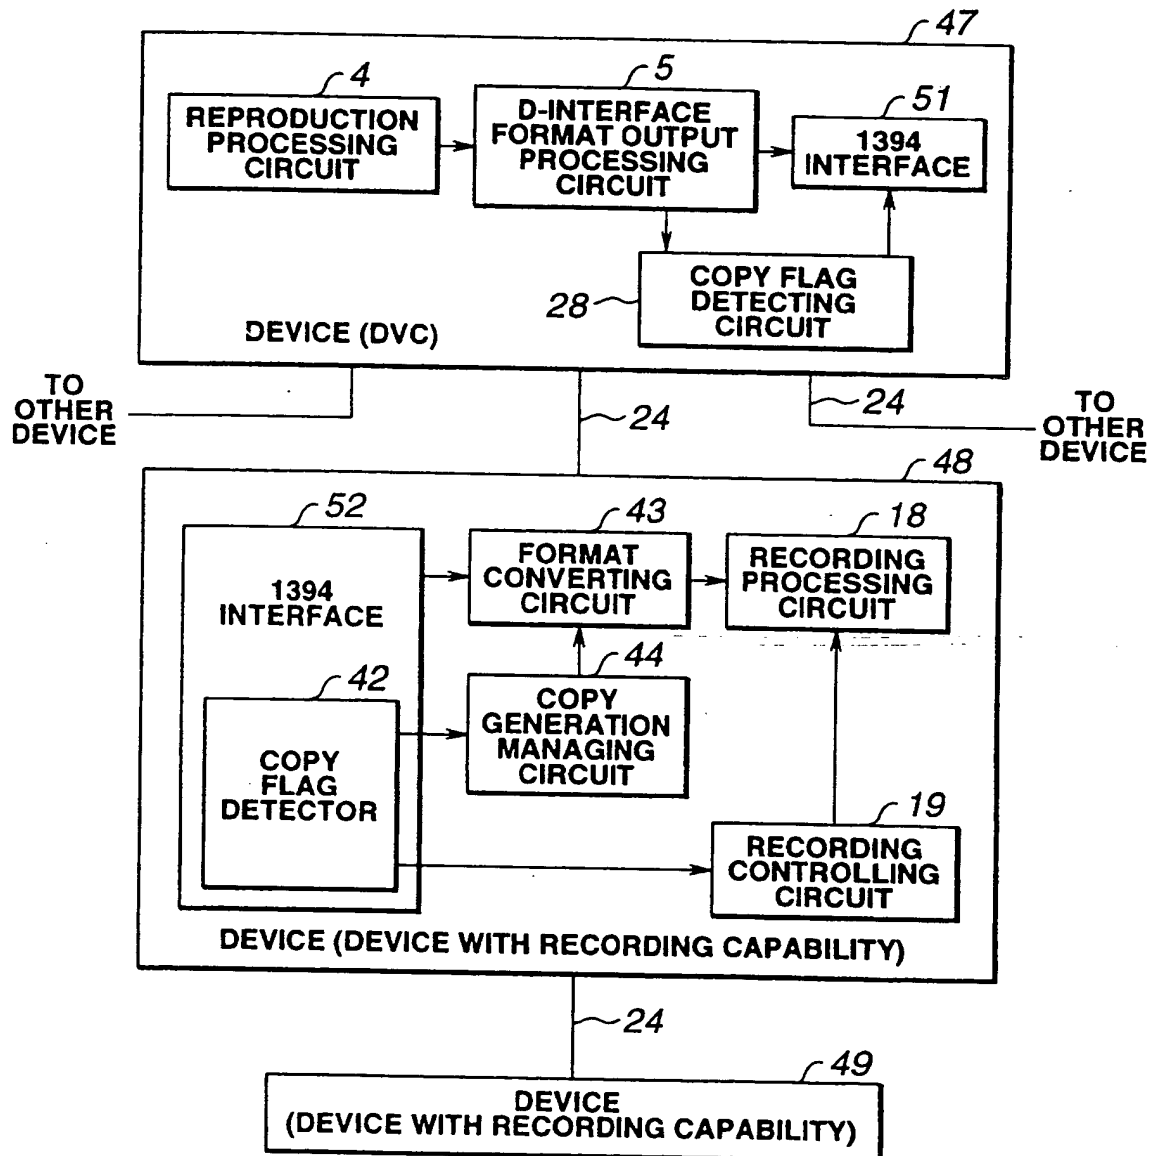 47
4
REPRODUCTION
PROCESSING
CIRCUIT
5
D-INTERFACE
FORMAT OUTPUT
PROCESSING
CIRCUIT
51
1394
INTERFACE
28
COPY FLAG
DETECTING
CIRCUIT
DEVICE (DVC)
TO
OTHER
DEVICE
24
24
TO
OTHER
DEVICE
48
52
1394
INTERFACE
43
FORMAT
CONVERTING
CIRCUIT
18
RECORDING
PROCESSING
CIRCUIT
42
COPY
FLAG
DETECTOR
44
COPY
GENERATION
MANAGING
CIRCUIT
19
RECORDING
CONTROLLING
CIRCUIT
DEVICE (DEVICE WITH RECORDING CAPABILITY)
24
49
DEVICE
(DEVICE WITH RECORDING CAPABILITY)